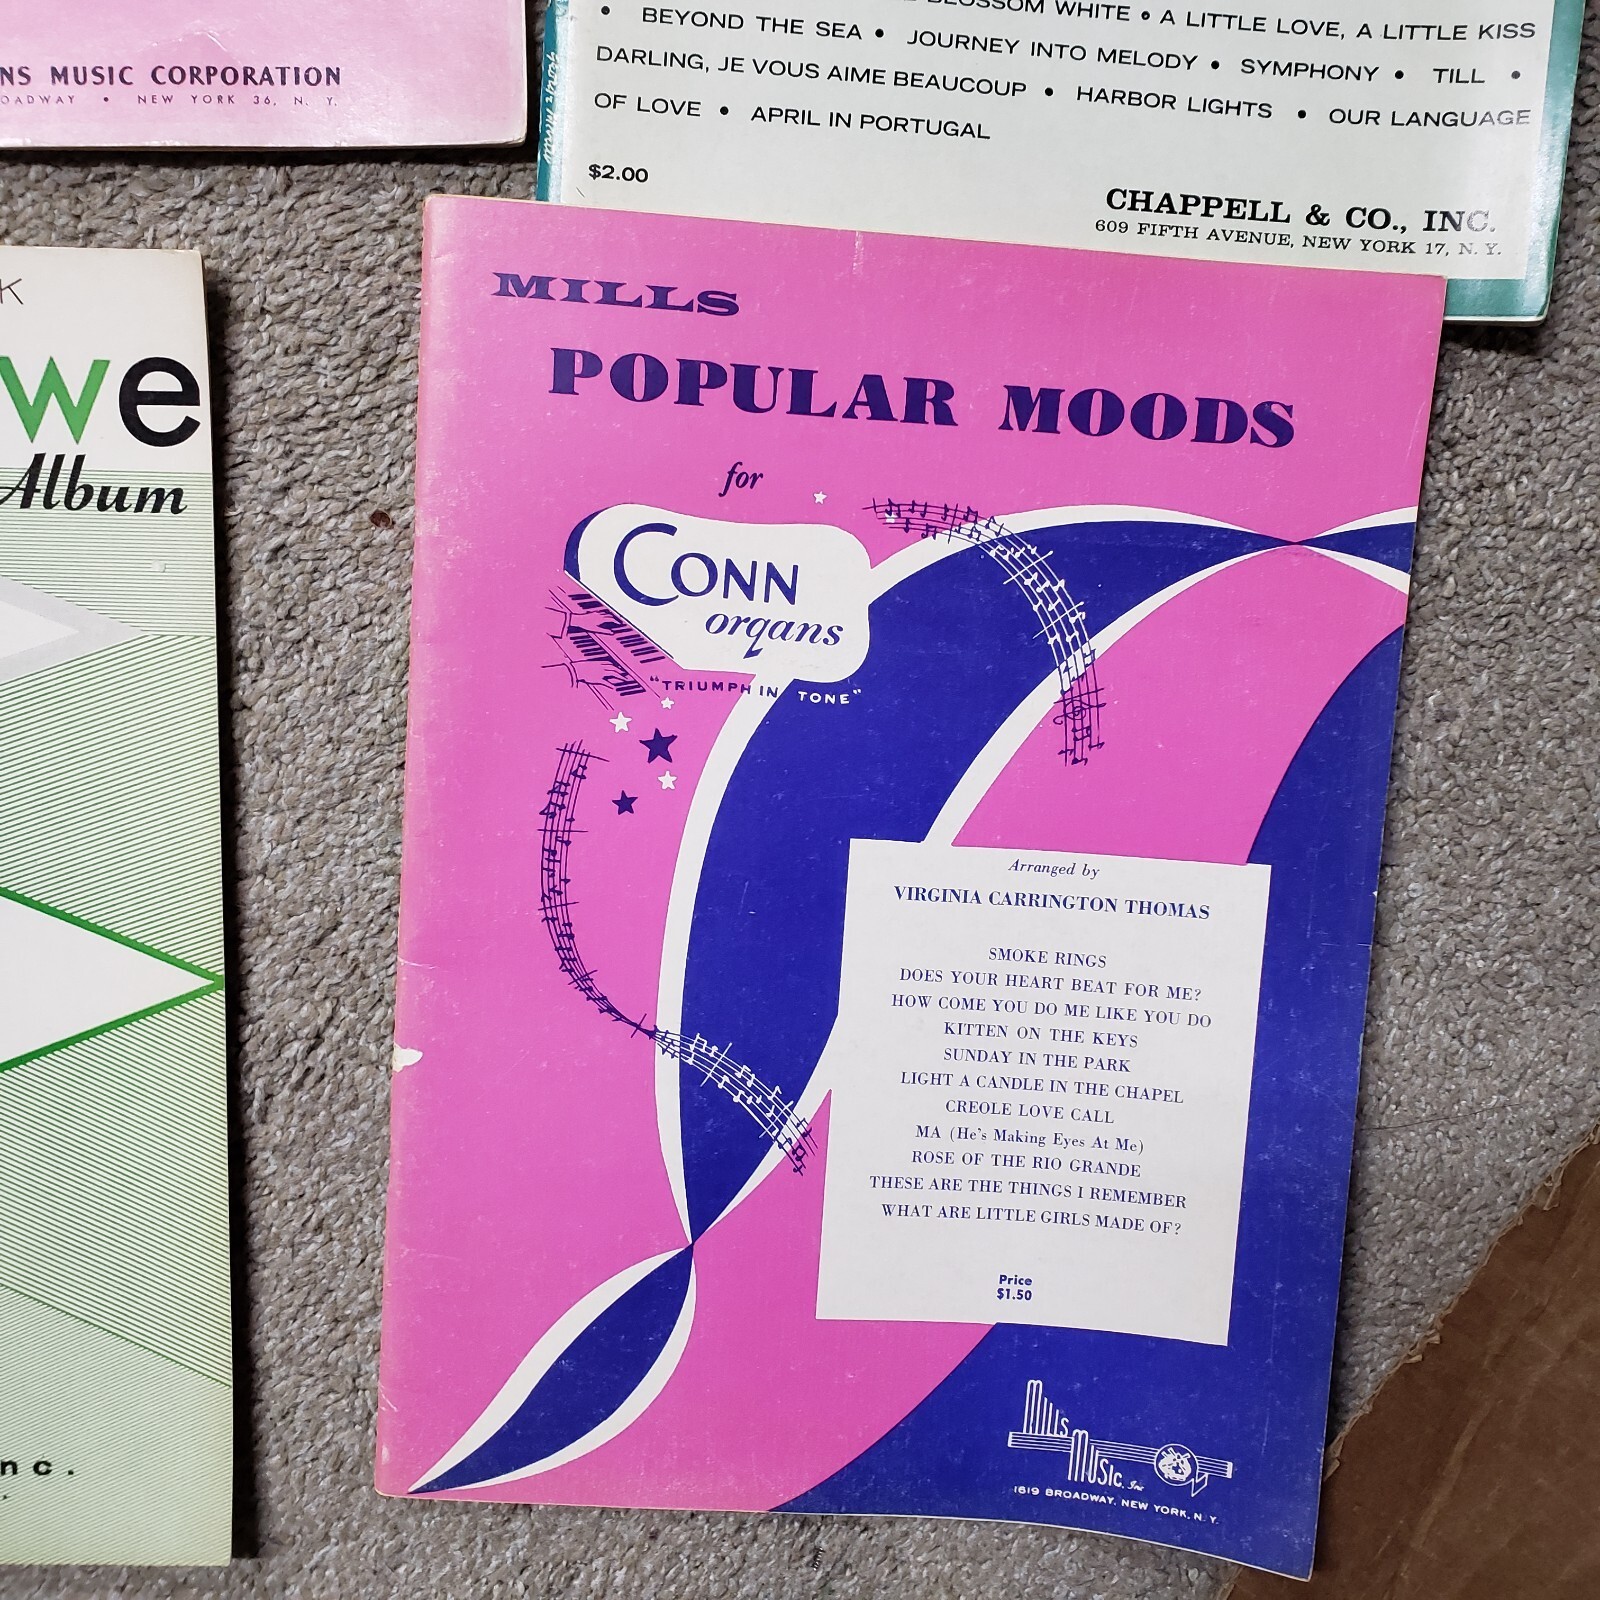 MUSIC CORPORATION
NEW YORK 36, N. Y.
BLOSSOM WHITE • A LITTLE LOVE, A LITTLE KISS
• BEYOND THE SEA • JOURNEY INTO MELODY • SYMPHONY • TILL •
DARLING, JE VOUS AIME BEAUCOUP • HARBOR LIGHTS • OUR LANGUAGE
OF LOVE • APRIL IN PORTUGAL
$2.00
CHAPPELL & CO., INC.
609 FIFTH AVENUE, NEW YORK 17, N. Y.
Album
MILLS
POPULAR MOODS
for
CONN
organs
"TRIUMPH IN TONE"
Arranged by
VIRGINIA CARRINGTON THOMAS
SMOKE RINGS
DOES YOUR HEART BEAT FOR ME?
HOW COME YOU DO ME LIKE YOU DO
KITTEN ON THE KEYS
SUNDAY IN THE PARK
LIGHT A CANDLE IN THE CHAPEL
CREOLE LOVE CALL
MA (He's Making Eyes At Me)
ROSE OF THE RIO GRANDE
THESE ARE THE THINGS I REMEMBER
WHAT ARE LITTLE GIRLS MADE OF?
Price
$1.50
MILLS
MUSIC, Inc
1619 BROADWAY, NEW YORK, N. Y.